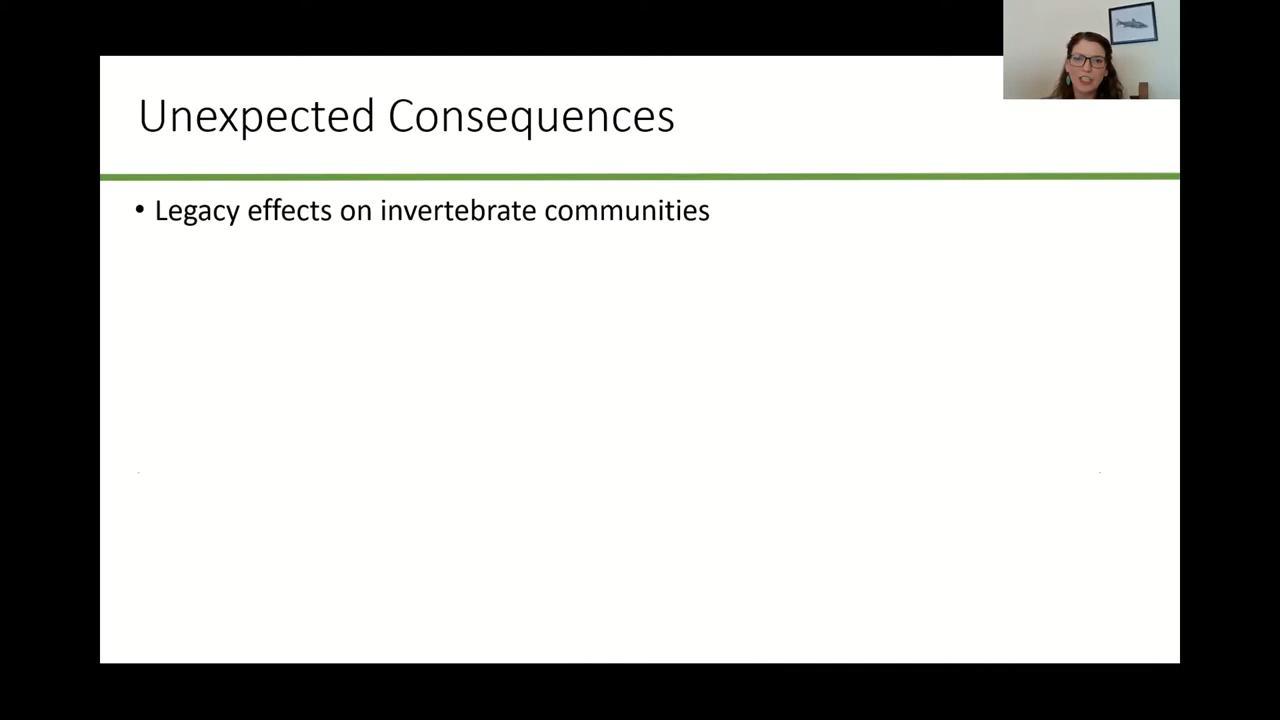 Unexpected Consequences
• Legacy effects on invertebrate communities